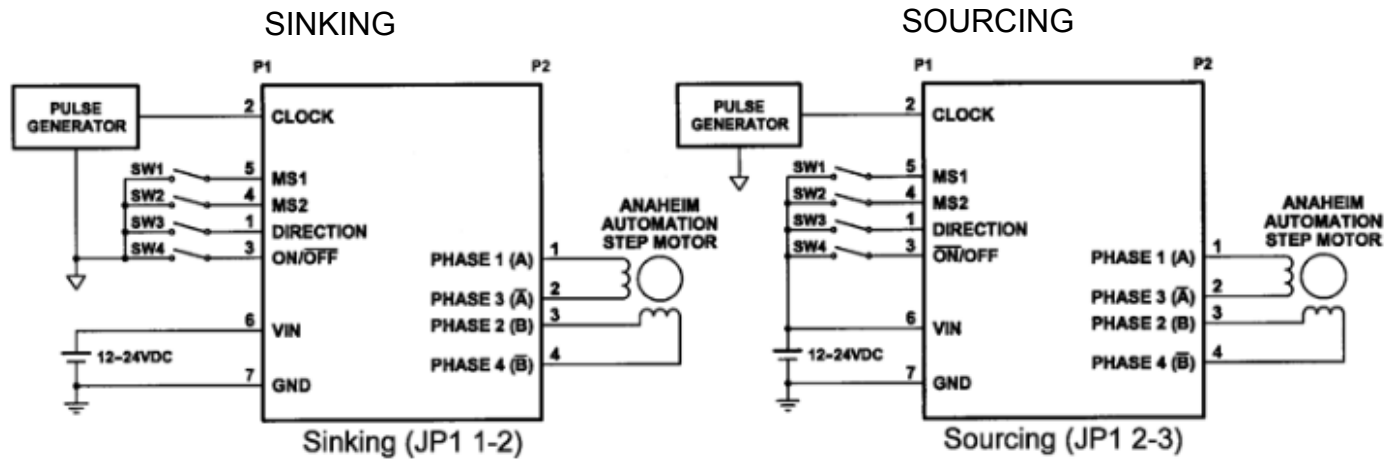 SINKING
P1
P2
PULSE
GENERATOR
2
CLOCK
SW1
5
MS1
SW2
4
MS2
SW3
1
DIRECTION
SW4
3
ON/O̅F̅F̅
6
VIN
12–24VDC
7
GND
ANAHEIM
AUTOMATION
STEP MOTOR
PHASE 1 (A)
1
PHASE 3 (A̅)
2
PHASE 2 (B)
3
PHASE 4 (B̅)
4
Sinking (JP1 1-2)
SOURCING
P1
P2
PULSE
GENERATOR
2
CLOCK
SW1
5
MS1
SW2
4
MS2
SW3
1
DIRECTION
SW4
3
O̅N̅/OFF
6
VIN
12–24VDC
7
GND
ANAHEIM
AUTOMATION
STEP MOTOR
PHASE 1 (A)
1
PHASE 3 (A̅)
2
PHASE 2 (B)
3
PHASE 4 (B̅)
4
Sourcing (JP1 2-3)